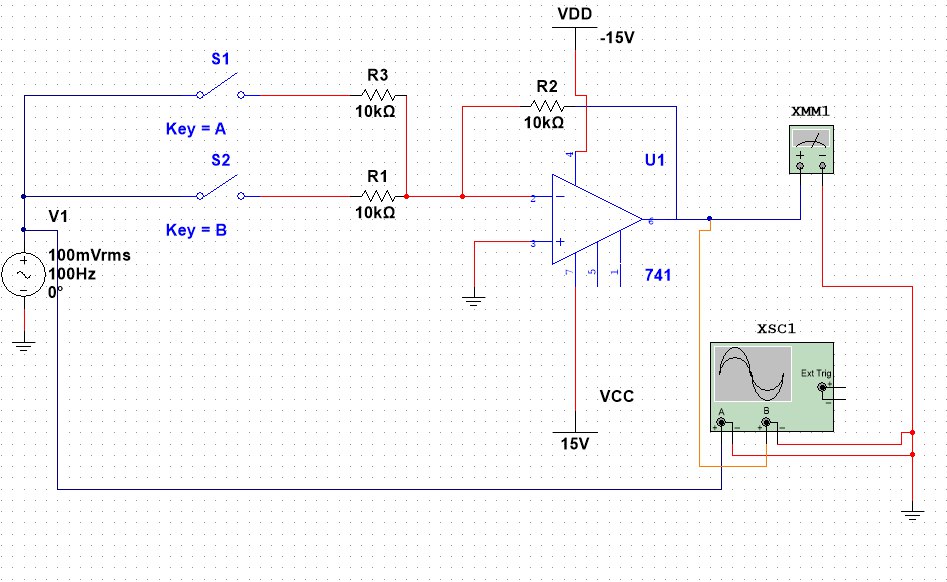 VDD
-15V
S1
R3
10kΩ
Key = A
R2
10kΩ
XMM1
+ −
4
U1
S2
R1
10kΩ
Key = B
2
3
6
7
5
1
741
V1
100mVrms
100Hz
0°
XSC1
Ext Trig
A
B
VCC
15V